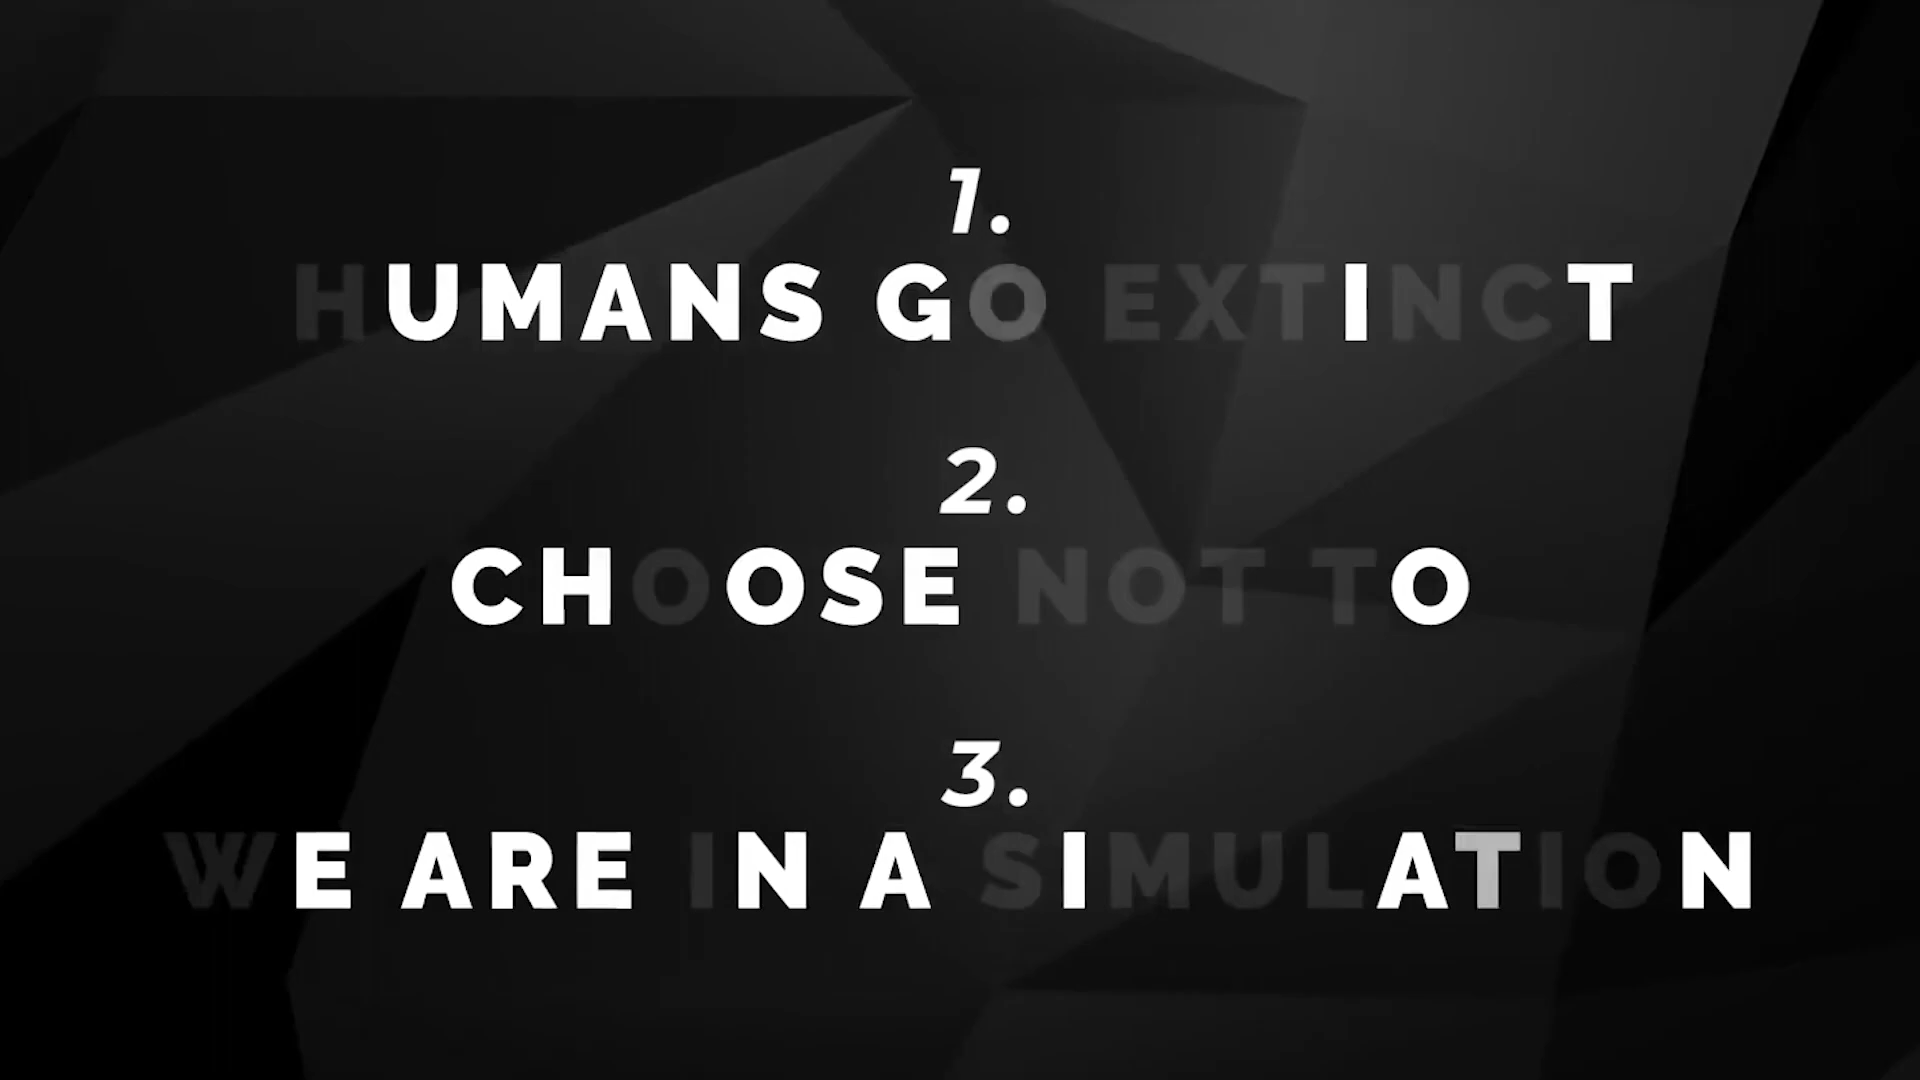 1.
HUMANS GO EXTINCT
2.
CHOOSE NOT TO
3.
WE ARE IN A SIMULATION